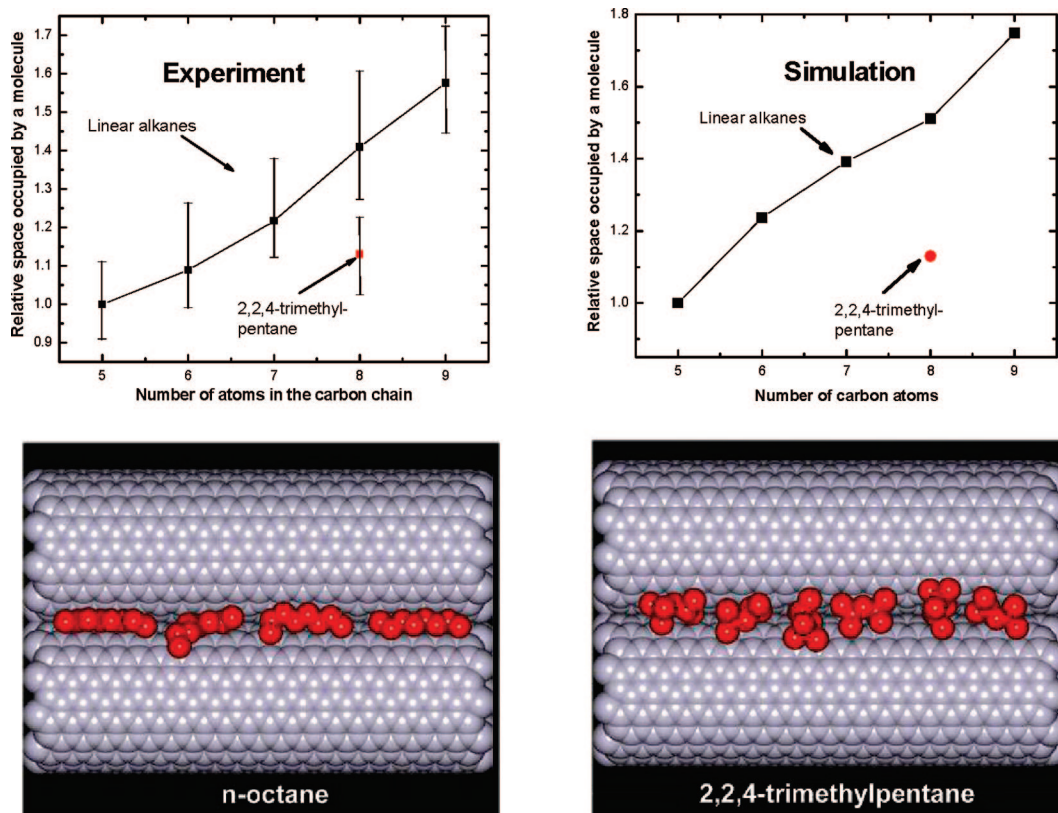 Relative space occupied by a molecule
1.7
1.6
1.5
1.4
1.3
1.2
1.1
1.0
0.9
Experiment
Linear alkanes
2,2,4-trimethyl-
pentane
5 6 7 8 9
Number of atoms in the carbon chain
Relative space occupied by a molecule
1.8
1.6
1.4
1.2
1.0
Simulation
Linear alkanes
2,2,4-trimethyl-
pentane
5 6 7 8 9
Number of carbon atoms
n-octane
2,2,4-trimethylpentane